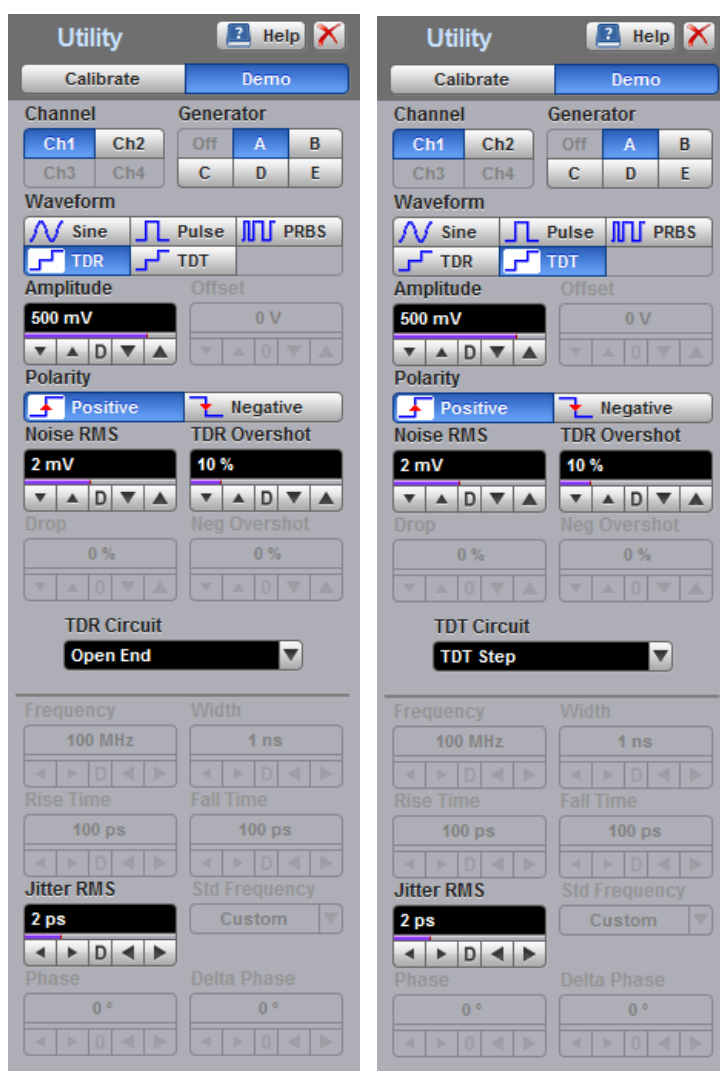 Utility ? Help
Calibrate Demo
Channel Generator
Ch1 Ch2 Off A B
Ch3 Ch4 C D E
Waveform
Sine Pulse PRBS
TDR TDT
Amplitude Offset
500 mV 0 V
D 0
Polarity
Positive Negative
Noise RMS TDR Overshot
2 mV 10 %
D D
Drop Neg Overshot
0 % 0 %
0 0
TDR Circuit
Open End
Frequency Width
100 MHz 1 ns
D D
Rise Time Fall Time
100 ps 100 ps
D D
Jitter RMS Std Frequency
2 ps Custom
D
Phase Delta Phase
0 ° 0 °
0 0
Utility ? Help
Calibrate Demo
Channel Generator
Ch1 Ch2 Off A B
Ch3 Ch4 C D E
Waveform
Sine Pulse PRBS
TDR TDT
Amplitude Offset
500 mV 0 V
D 0
Polarity
Positive Negative
Noise RMS TDR Overshot
2 mV 10 %
D D
Drop Neg Overshot
0 % 0 %
0 0
TDT Circuit
TDT Step
Frequency Width
100 MHz 1 ns
D D
Rise Time Fall Time
100 ps 100 ps
D D
Jitter RMS Std Frequency
2 ps Custom
D
Phase Delta Phase
0 ° 0 °
0 0